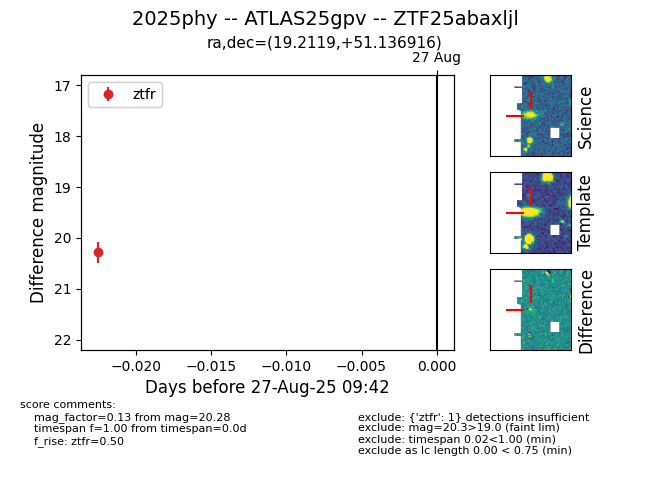 2025phy -- ATLAS25gpv -- ZTF25abaxljl
ra,dec=(19.2119,+51.136916)
27 Aug
ztfr
17
18
19
20
21
22
Difference magnitude
−0.020
−0.015
−0.010
−0.005
0.000
Days before 27-Aug-25 09:42
Science
Template
Difference
score comments:
mag_factor=0.13 from mag=20.28
timespan f=1.00 from timespan=0.0d
f_rise: ztfr=0.50
exclude: {'ztfr': 1} detections insufficient
exclude: mag=20.3>19.0 (faint lim)
exclude: timespan 0.02<1.00 (min)
exclude as lc length 0.00 < 0.75 (min)